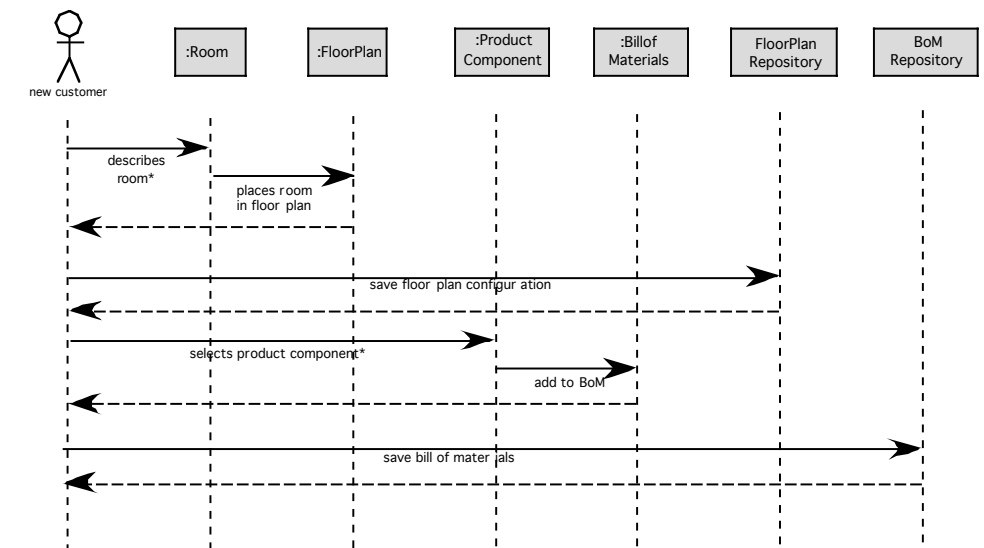 :Room
:FloorPlan
:Product
Component
:Billof
Materials
FloorPlan
Repository
BoM
Repository
new customer
describes
room*
places room
in floor plan
save floor plan configur ation
selects product component*
add to BoM
save bill of mater ials